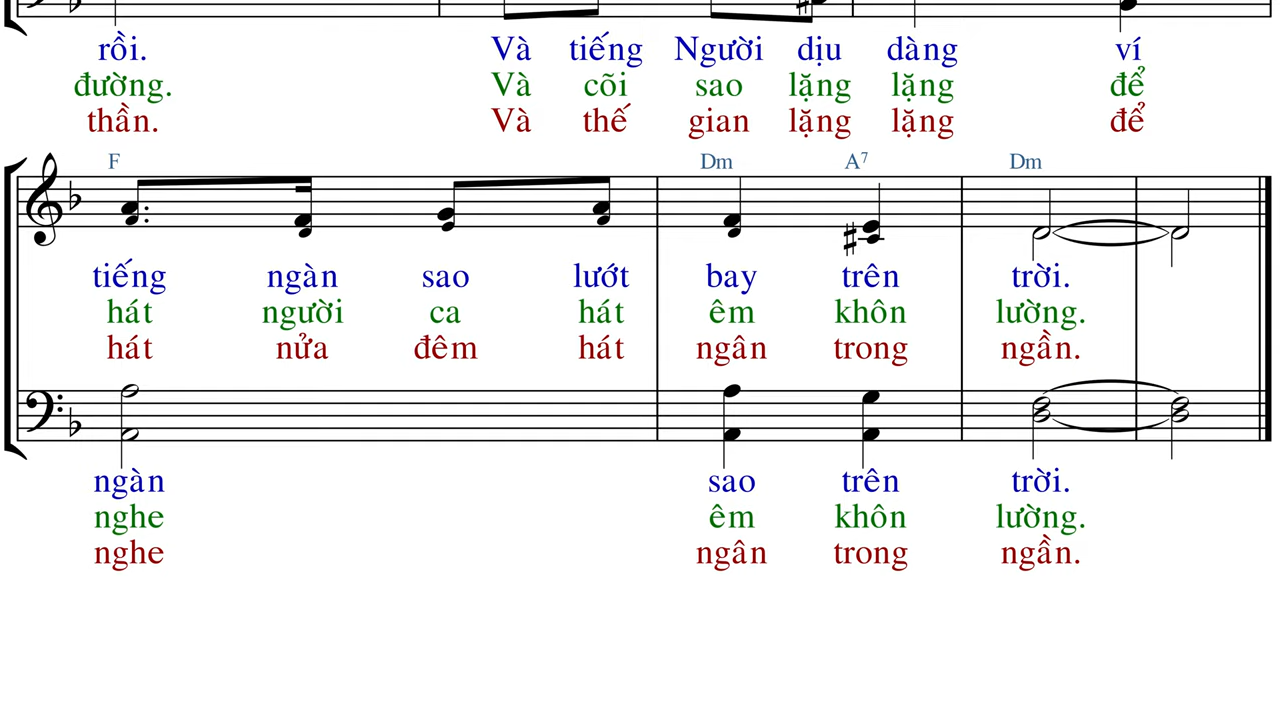 rồi. Và tiếng Người dịu dàng ví
đường. Và cõi sao lặng lặng để
thần. Và thế gian lặng lặng để
F Dm A7 Dm
tiếng ngàn sao lướt bay trên trời.
hát người ca hát êm khôn lường.
hát nửa đêm hát ngân trong ngần.
ngàn sao trên trời.
nghe êm khôn lường.
nghe ngân trong ngần.